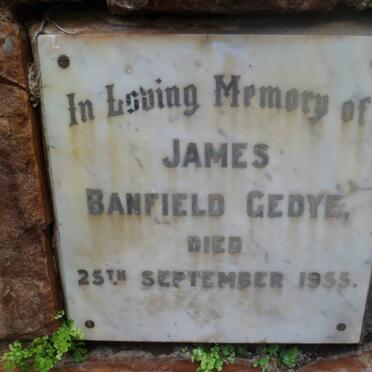 In Loving Memory of
JAMES
BANFIELD GEDYE,
DIED
25TH SEPTEMBER 1955.